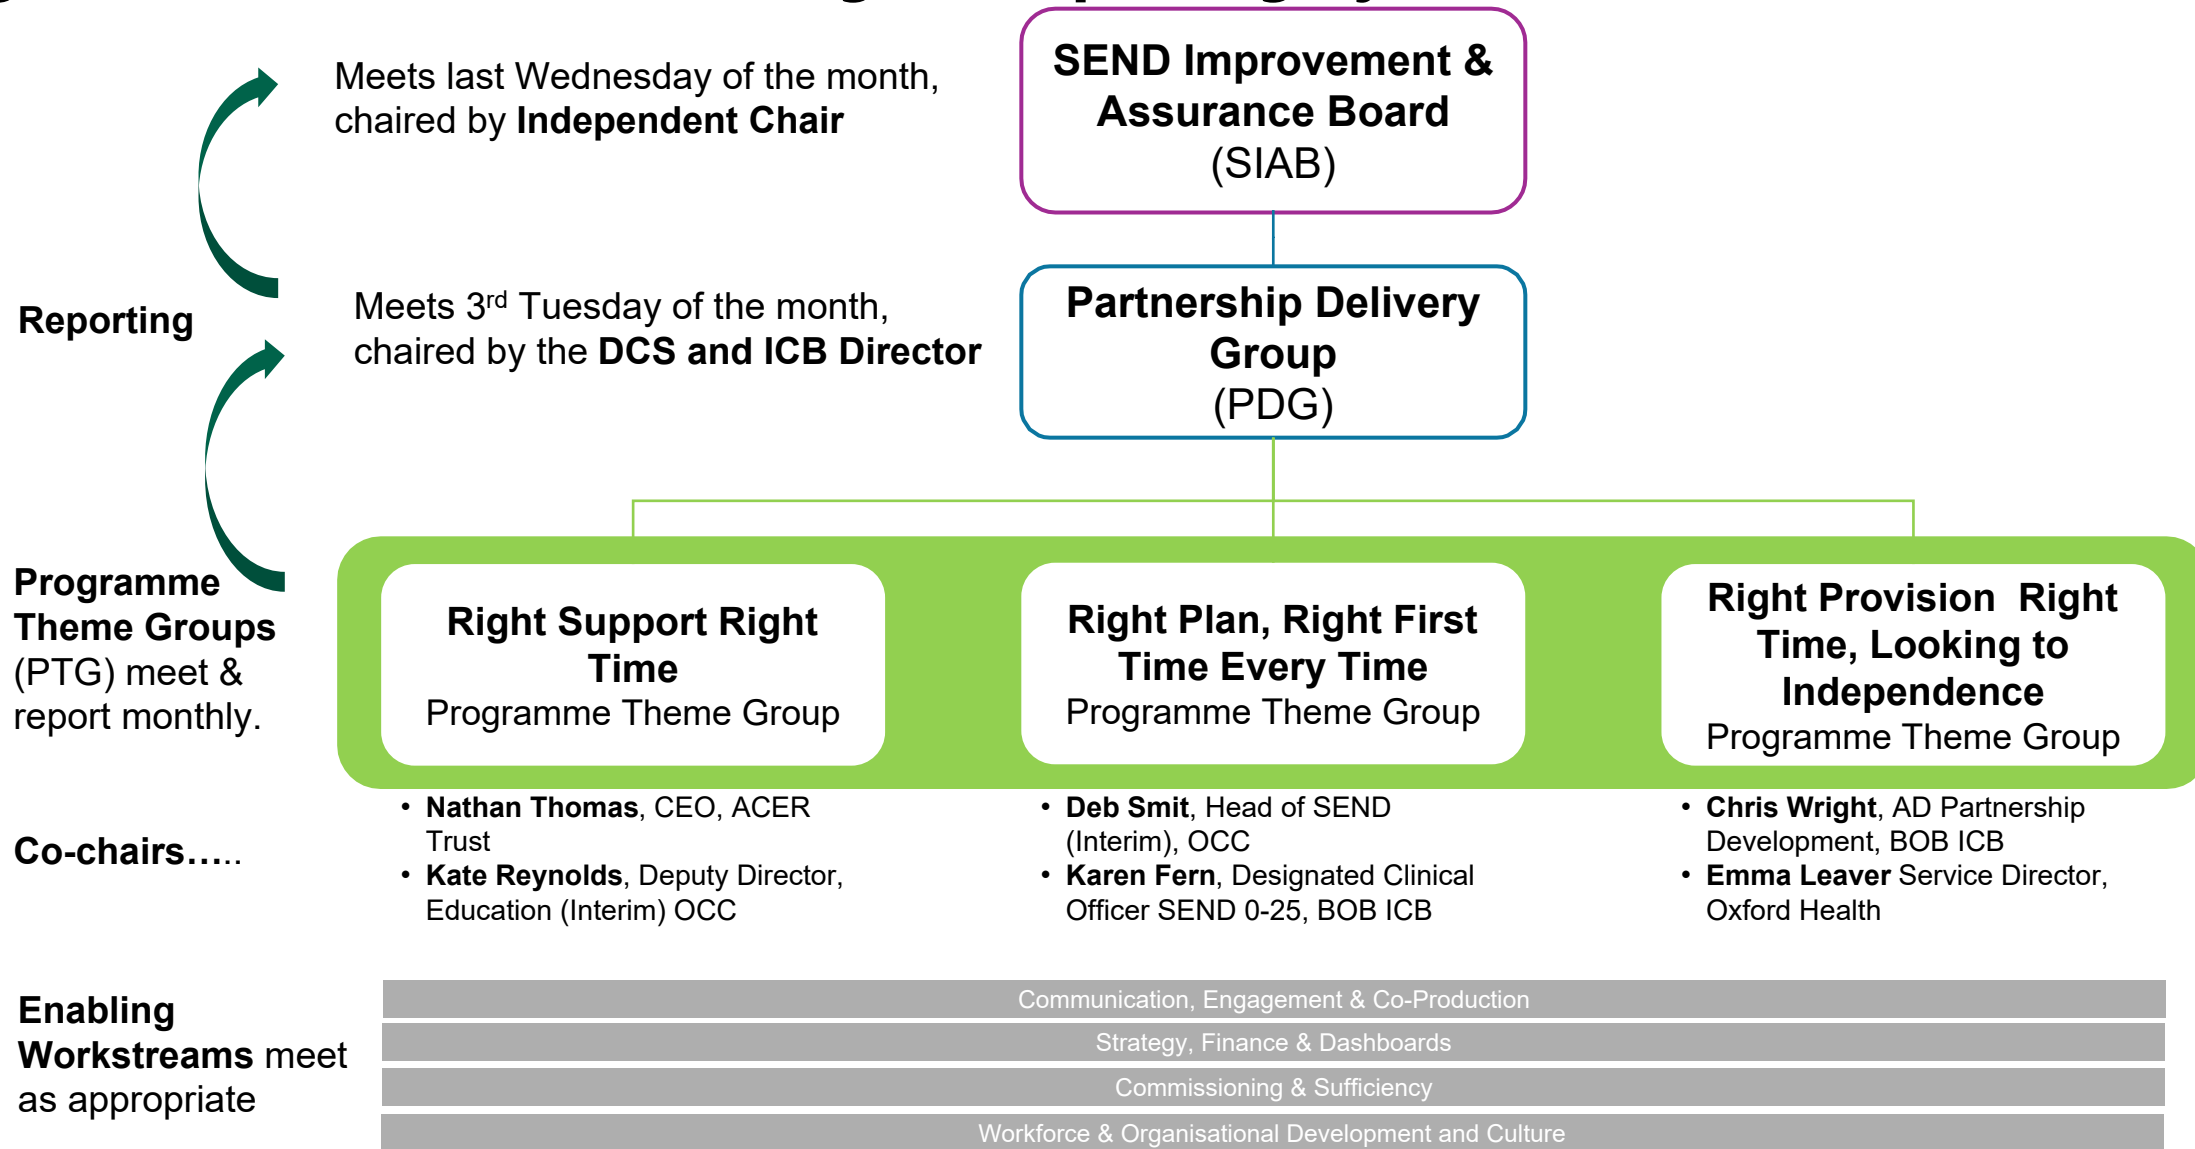 Meets last Wednesday of the month,
chaired by Independent Chair
SEND Improvement &
Assurance Board
(SIAB)
Reporting
Meets 3rd Tuesday of the month,
chaired by the DCS and ICB Director
Partnership Delivery
Group
(PDG)
Programme
Theme Groups
(PTG) meet &
report monthly.
Right Support Right
Time
Programme Theme Group
Right Plan, Right First
Time Every Time
Programme Theme Group
Right Provision  Right
Time, Looking to
Independence
Programme Theme Group
Co-chairs…..
• Nathan Thomas, CEO, ACER
Trust
• Kate Reynolds, Deputy Director,
Education (Interim) OCC
• Deb Smit, Head of SEND
(Interim), OCC
• Karen Fern, Designated Clinical
Officer SEND 0-25, BOB ICB
• Chris Wright, AD Partnership
Development, BOB ICB
• Emma Leaver Service Director,
Oxford Health
Enabling
Workstreams meet
as appropriate
Communication, Engagement & Co-Production
Strategy, Finance & Dashboards
Commissioning & Sufficiency
Workforce & Organisational Development and Culture